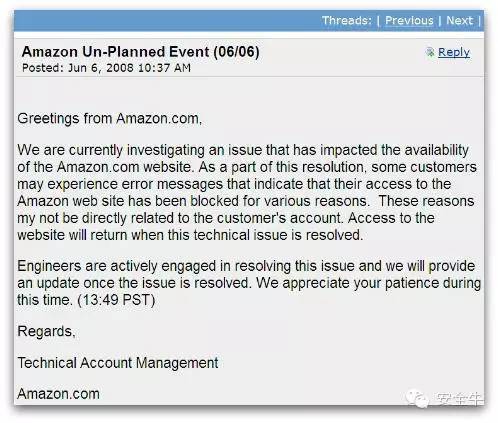 Threads: | Previous | Next |
Amazon Un-Planned Event (06/06)
Reply
Posted: Jun 6, 2008 10:37 AM
Greetings from Amazon.com,
We are currently investigating an issue that has impacted the availability
of the Amazon.com website. As a part of this resolution, some customers
may experience error messages that indicate that their access to the
Amazon web site has been blocked for various reasons.  These reasons
my not be directly related to the customer's account. Access to the
website will return when this technical issue is resolved.
Engineers are actively engaged in resolving this issue and we will provide
an update once the issue is resolved. We appreciate your patience during
this time. (13:49 PST)
Regards,
Technical Account Management
Amazon.com
安全牛